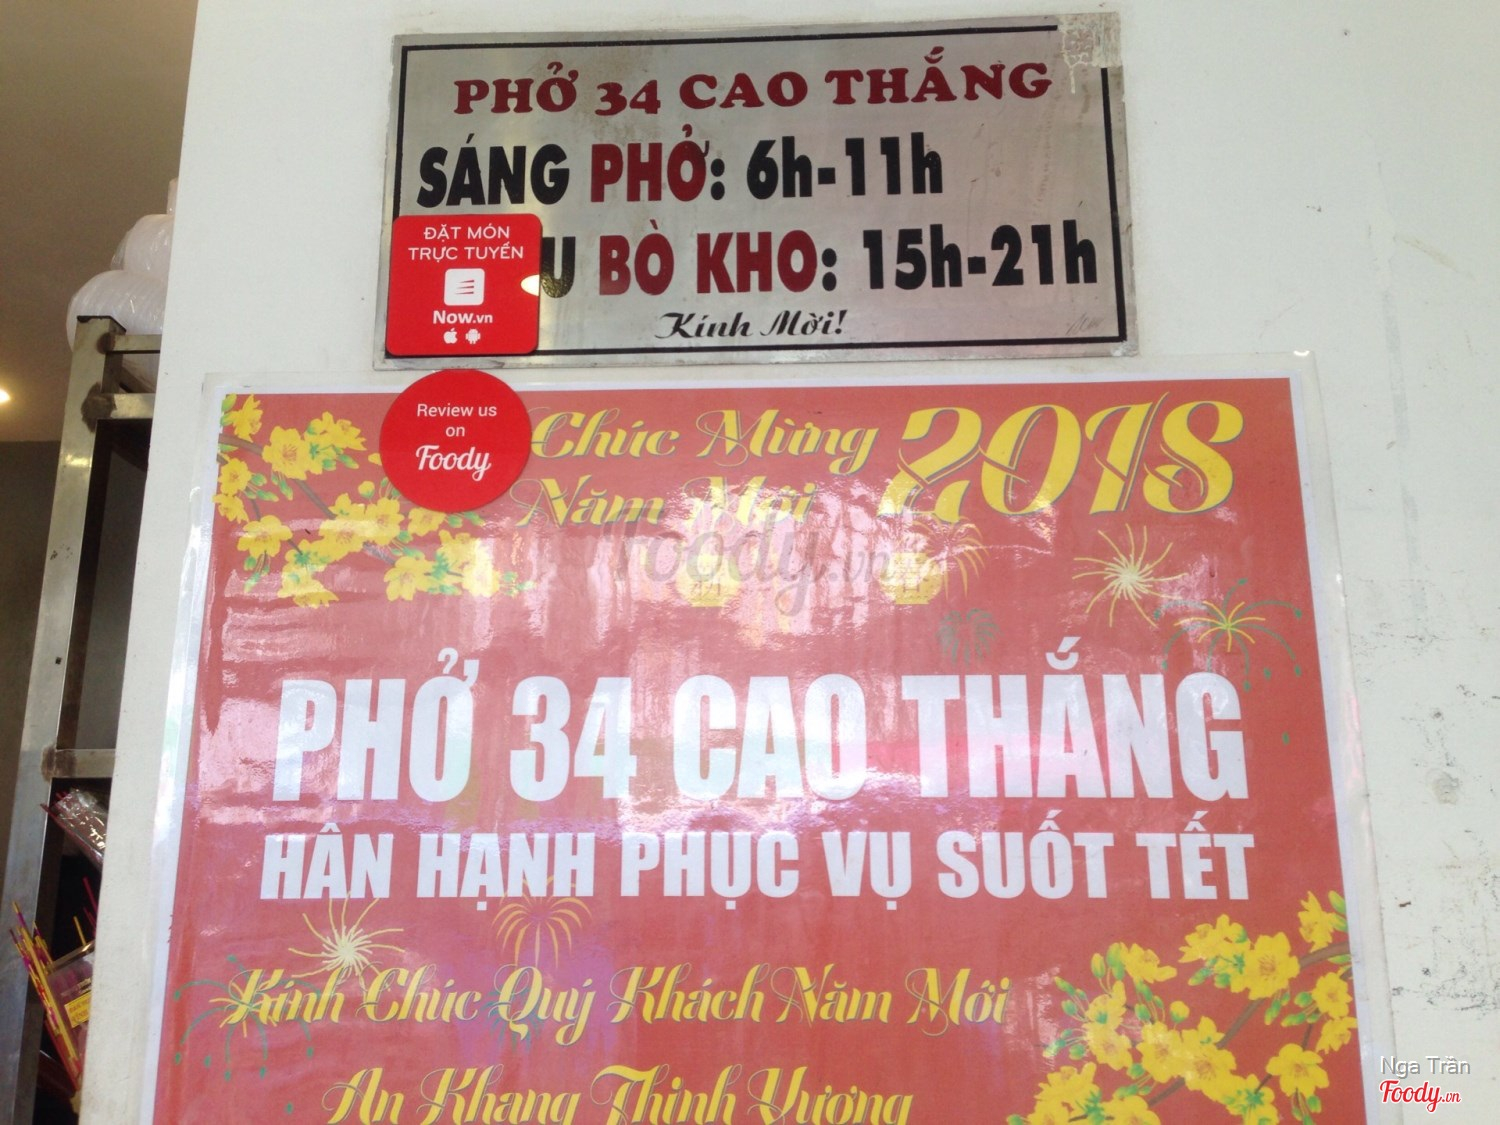 PHỞ 34 CAO THẮNG
SÁNG PHỞ: 6h-11h
U BÒ KHO: 15h-21h
Kính Mời!
ĐẶT MÓN
TRỰC TUYẾN
Now.vn
Review us
on
Foody
Chúc Mừng 2018
Năm Mới
Foody.vn
PHỞ 34 CAO THẮNG
HÂN HẠNH PHỤC VỤ SUỐT TẾT
Kính Chúc Quý Khách Năm Mới
An Khang Thịnh Vượng
Nga Trần
Foody.vn